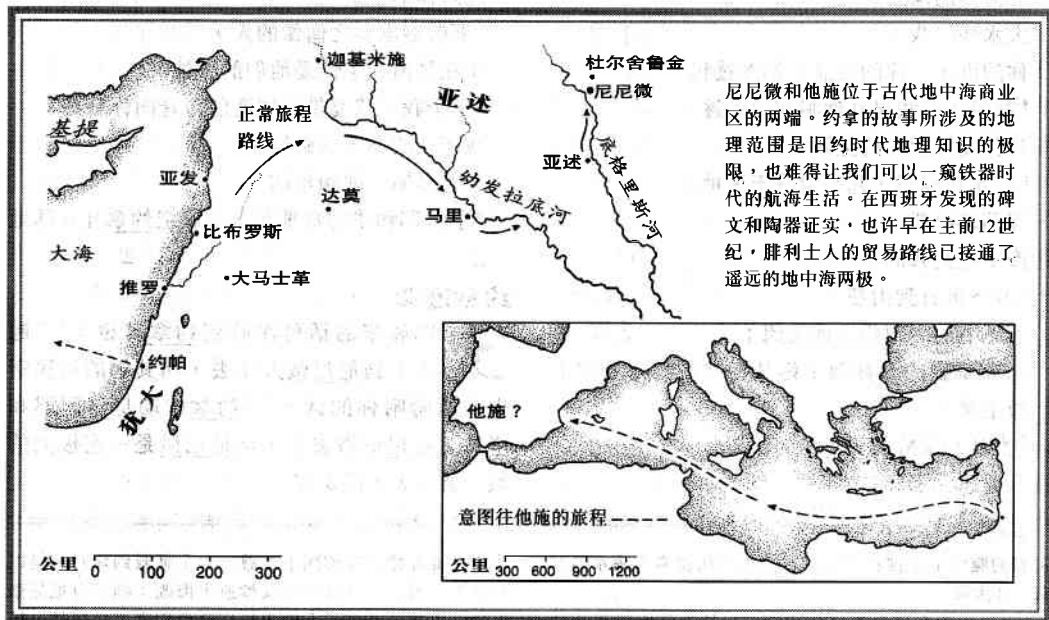 迦基米施
杜尔舍鲁金
尼尼微
亚述
基提
正常旅程
路线
亚述
亚发
达莫
幼发拉底河
底格里斯河
马里
比布罗斯
大海
大马士革
推罗
约帕
犹大
公里
0 100 200 300
尼尼微和他施位于古代地中海商业
区的两端。约拿的故事所涉及的地
理范围是旧约时代地理知识的极
限，也难得让我们可以一窥铁器时
代的航海生活。在西班牙发现的碑
文和陶器证实，也许早在主前12世
纪，腓利士人的贸易路线已接通了
遥远的地中海两极。
他施？
意图往他施的旅程
公里
300 600 900 1200